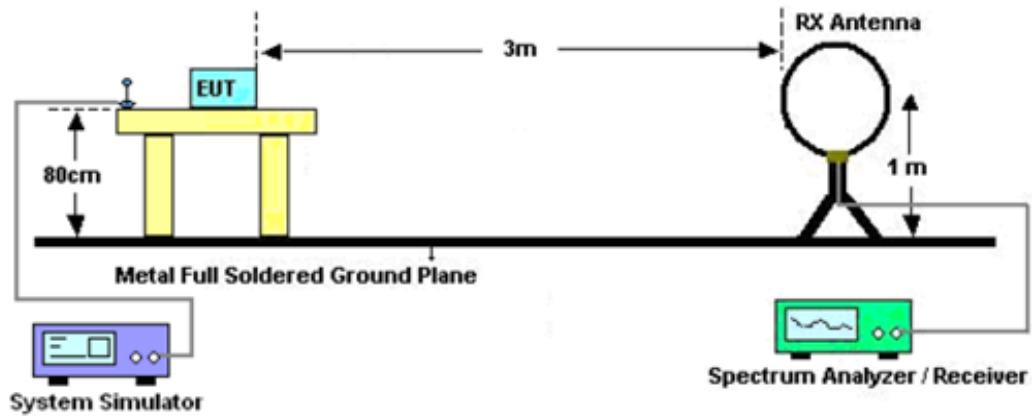 RX Antenna
3m
EUT
80cm
1 m
Metal Full Soldered Ground Plane
System Simulator
Spectrum Analyzer / Receiver